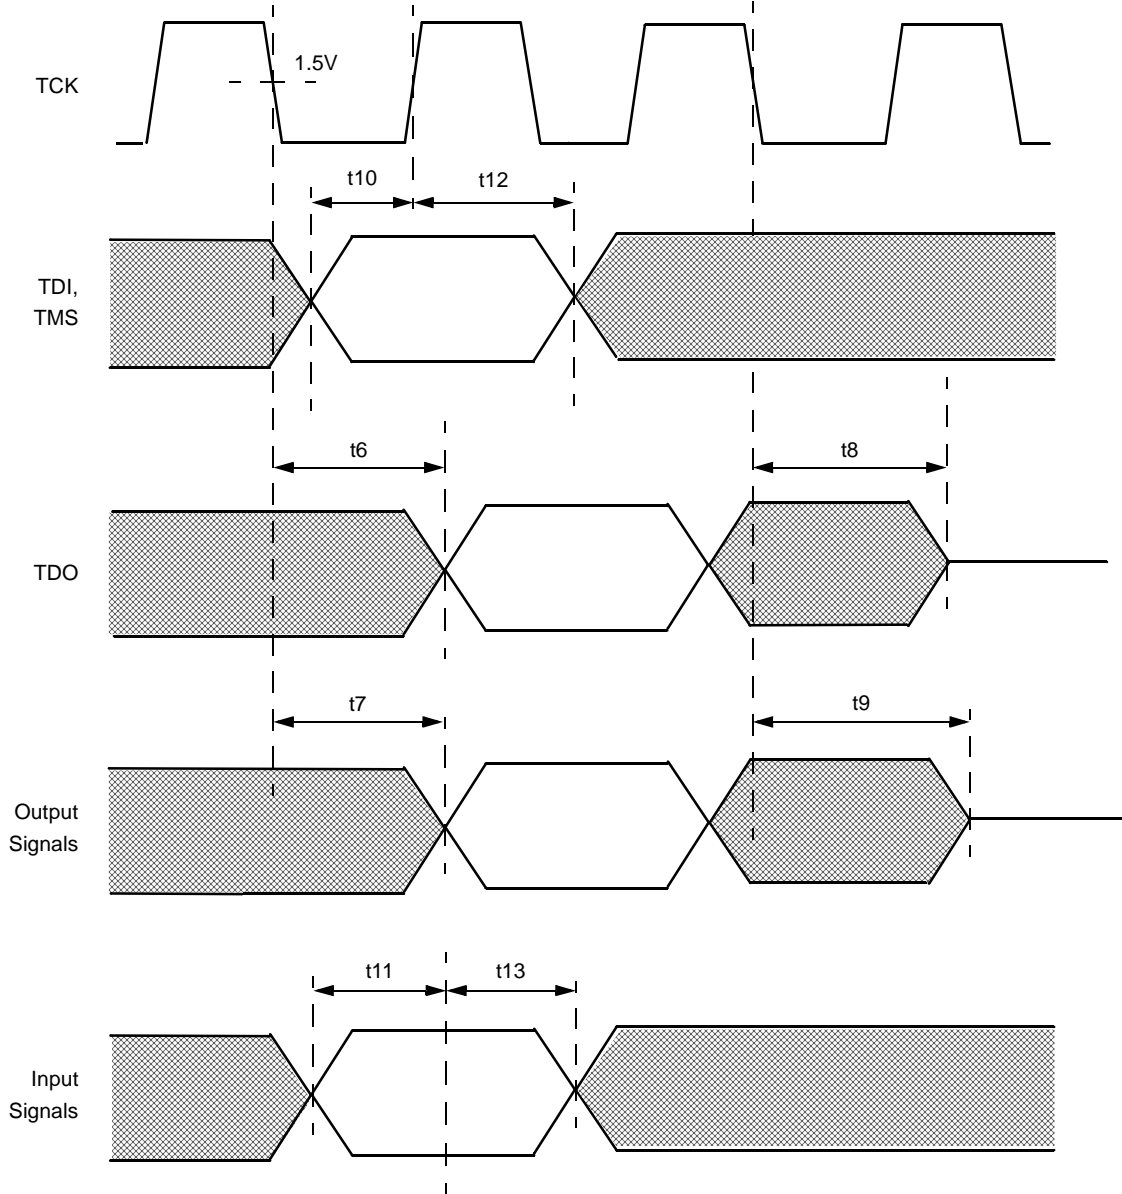 1.5V
TCK
t10
t12
TDI,
TMS
t6
t8
TDO
t7
t9
Output
Signals
t11
t13
Input
Signals